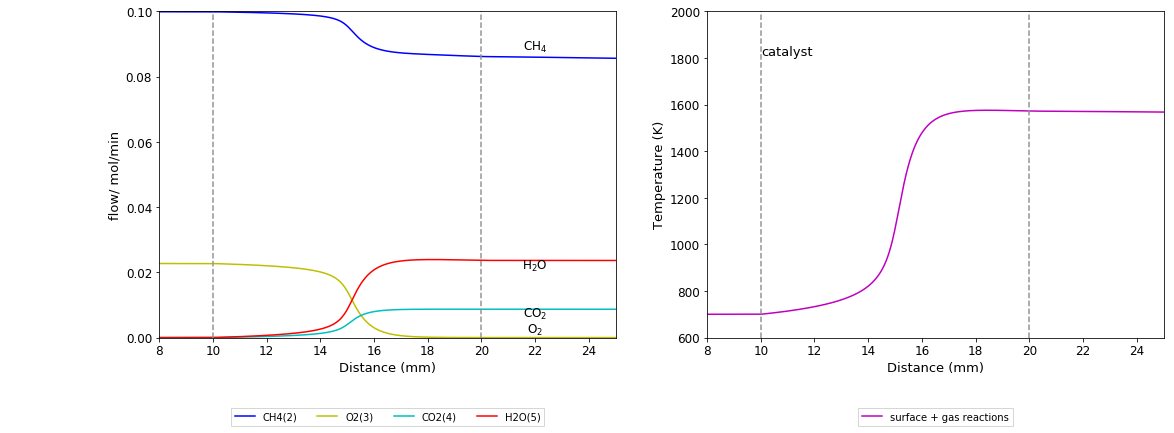 0.10
0.08
0.06
0.04
0.02
0.00
flow/ mol/min
CH₄
H₂O
CO₂
O₂
8 10 12 14 16 18 20 22 24
Distance (mm)
CH4(2) O2(3) CO2(4) H2O(5)
2000
1800
1600
1400
1200
1000
800
600
Temperature (K)
catalyst
8 10 12 14 16 18 20 22 24
Distance (mm)
surface + gas reactions